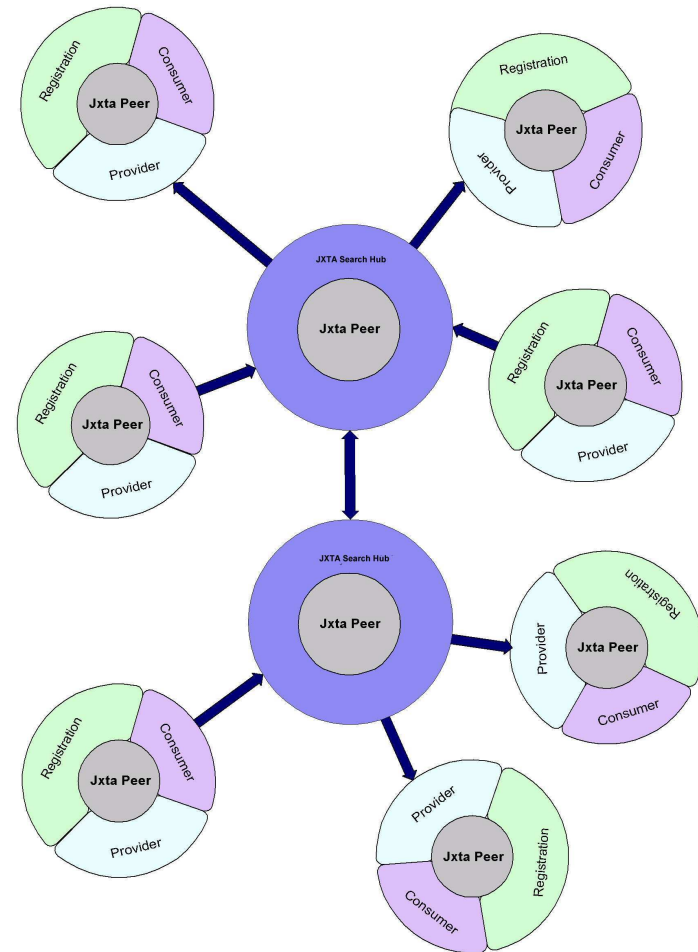 Registration
Consumer
Jxta Peer
Provider
Registration
Jxta Peer
Provider
Consumer
JXTA Search Hub
Jxta Peer
Registration
Consumer
Jxta Peer
Provider
Registration
Consumer
Jxta Peer
Provider
JXTA Search Hub
Jxta Peer
Registration
Provider
Jxta Peer
Consumer
Registration
Consumer
Jxta Peer
Provider
Provider
Jxta Peer
Registration
Consumer